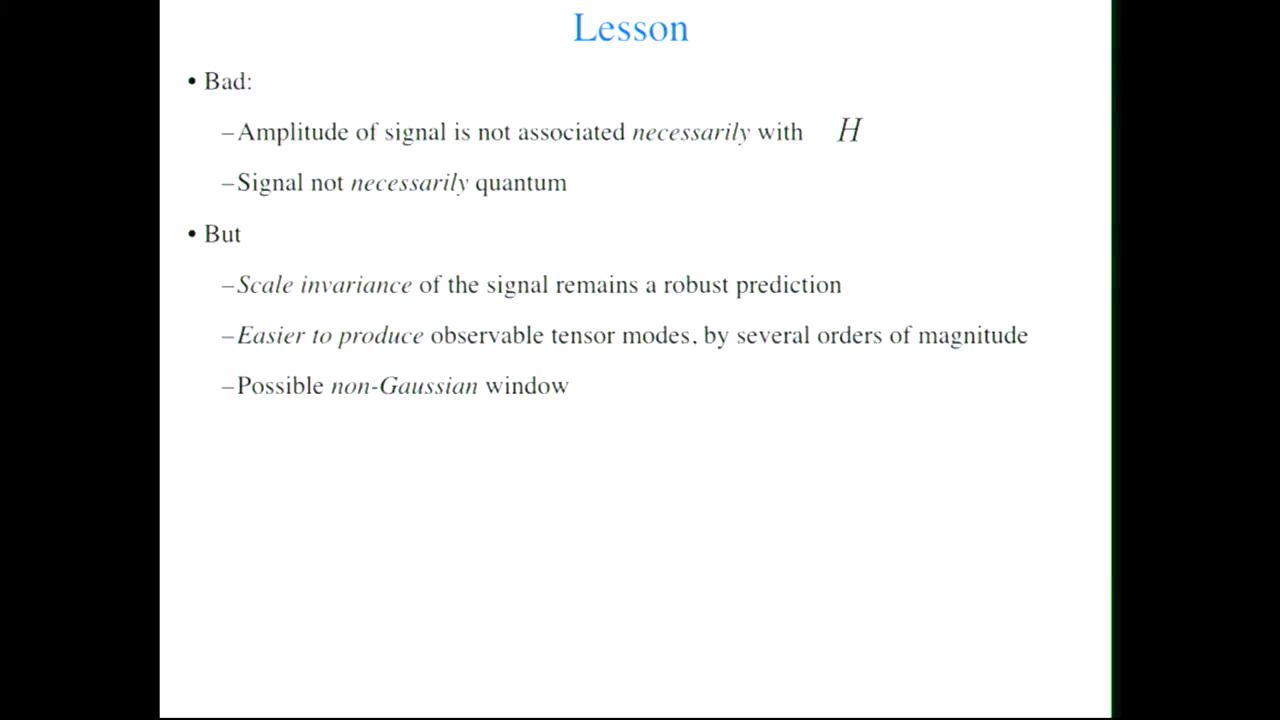 Lesson
• Bad:
–Amplitude of signal is not associated necessarily with H
–Signal not necessarily quantum
• But
–Scale invariance of the signal remains a robust prediction
–Easier to produce observable tensor modes, by several orders of magnitude
–Possible non-Gaussian window